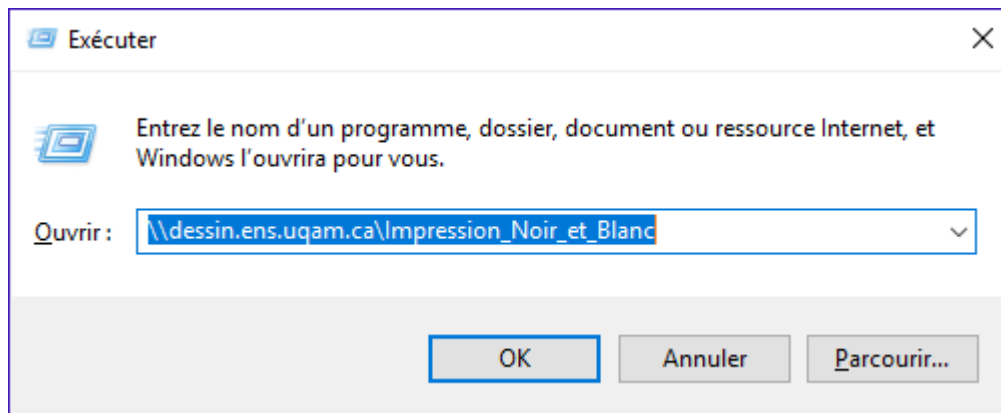 Exécuter
Entrez le nom d'un programme, dossier, document ou ressource Internet, et
Windows l'ouvrira pour vous.
Ouvrir : \\dessin.ens.uqam.ca\Impression_Noir_et_Blanc
OK Annuler Parcourir...